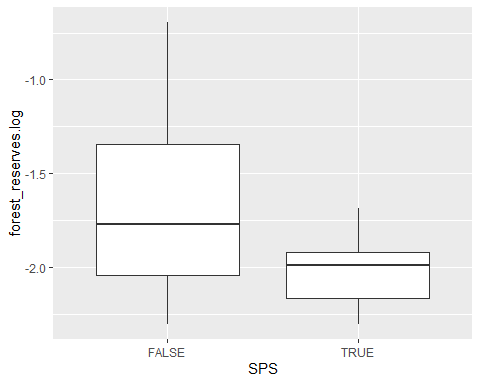 forest_reserves.log
-1.0
-1.5
-2.0
FALSE
TRUE
SPS